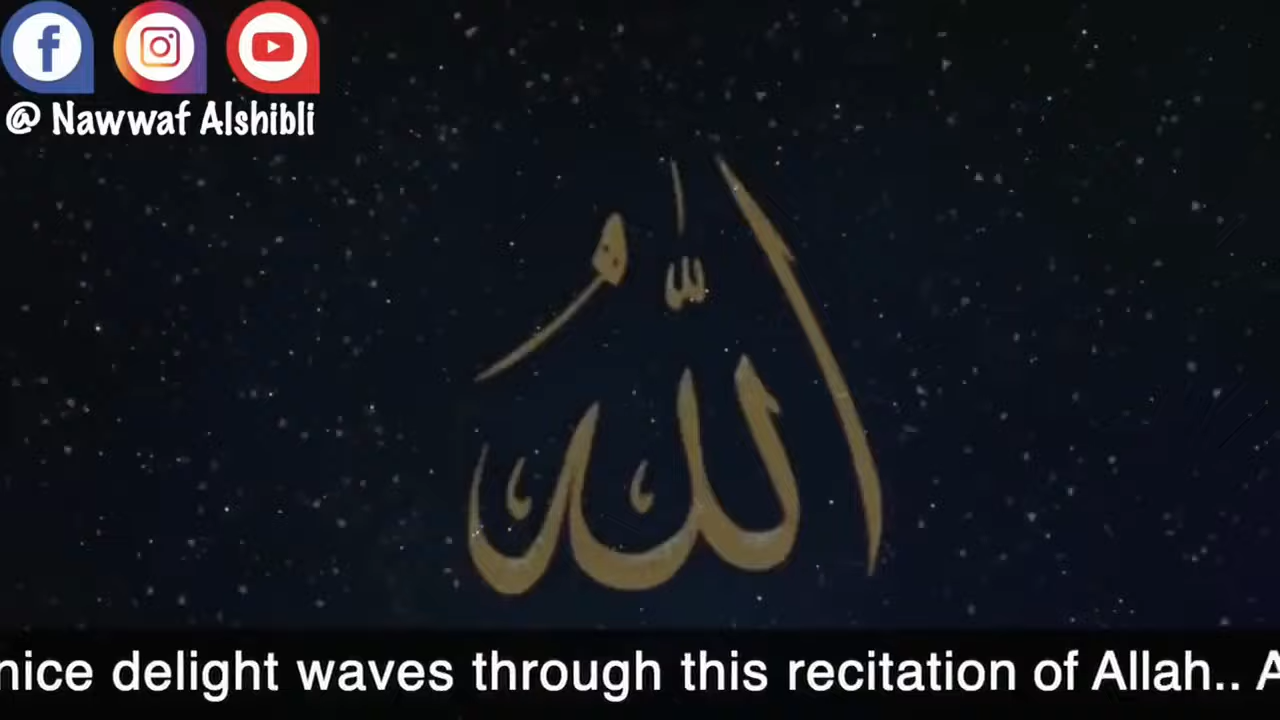 @ Nawwaf Alshibli
اللهُ
nice delight waves through this recitation of Allah.. A